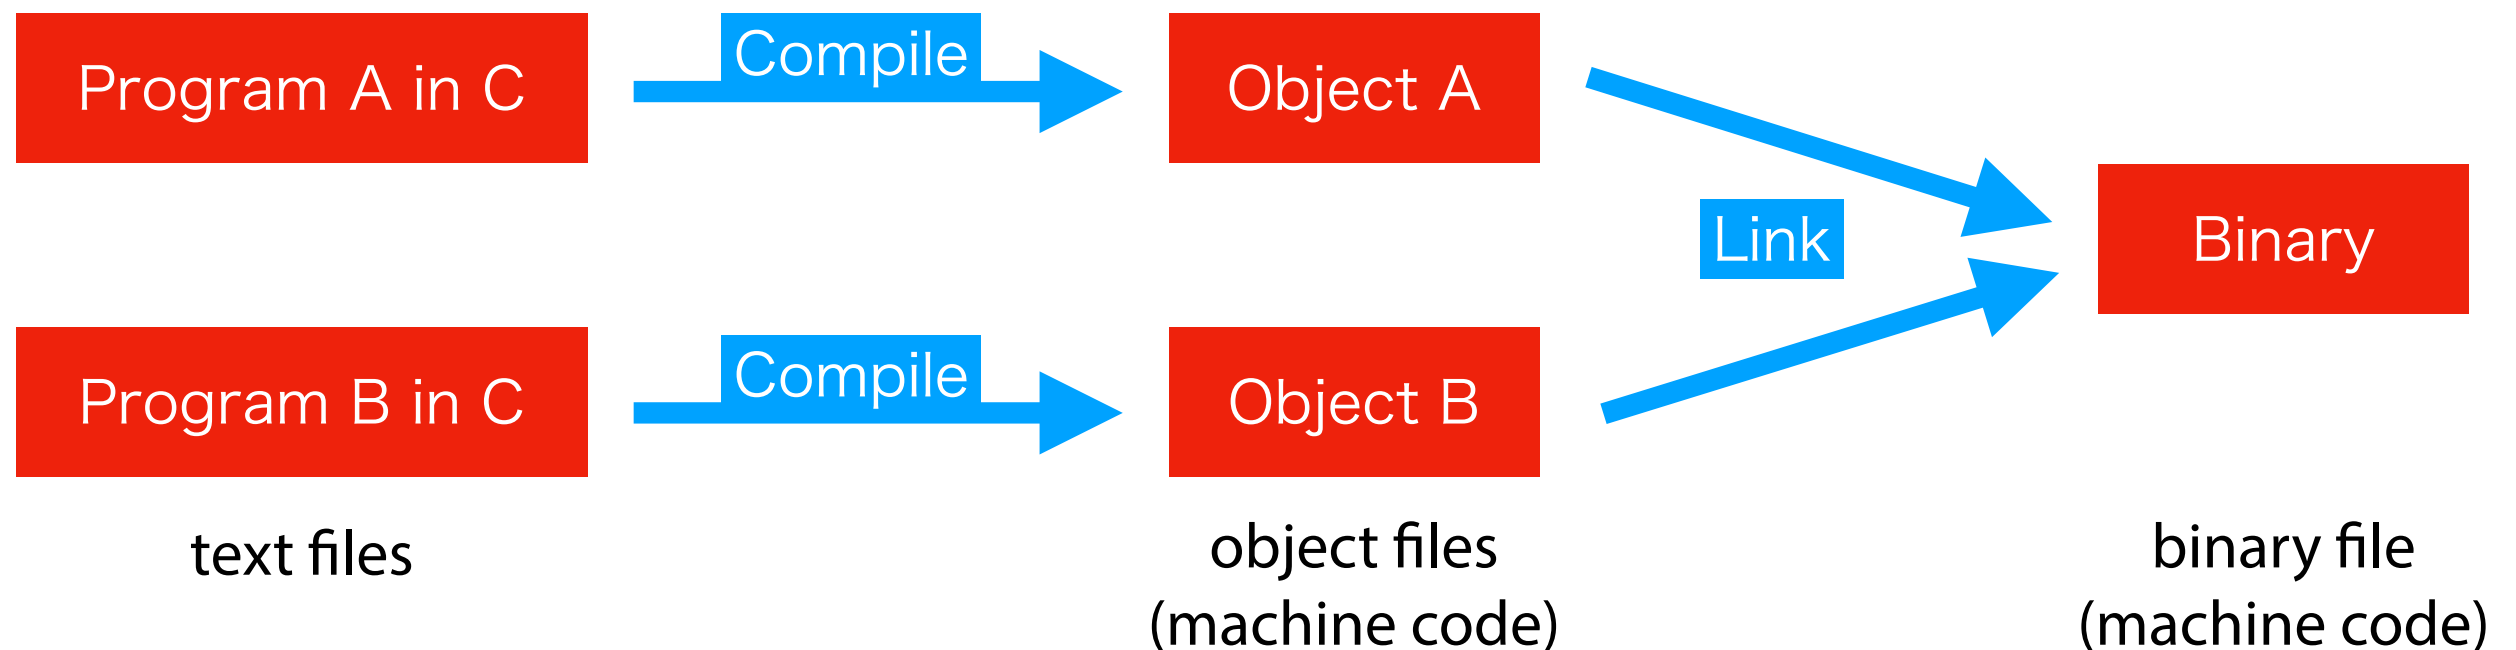 Program A in C
Compile
Object A
Link
Binary
Program B in C
Compile
Object B
text files
object files
(machine code)
binary file
(machine code)